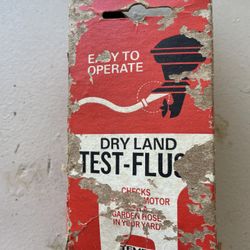 EASY TO
OPERATE
DRY LAND
TEST-FLUS
CHECKS
MOTOR
GARDEN HOSE
IN YOUR YARD